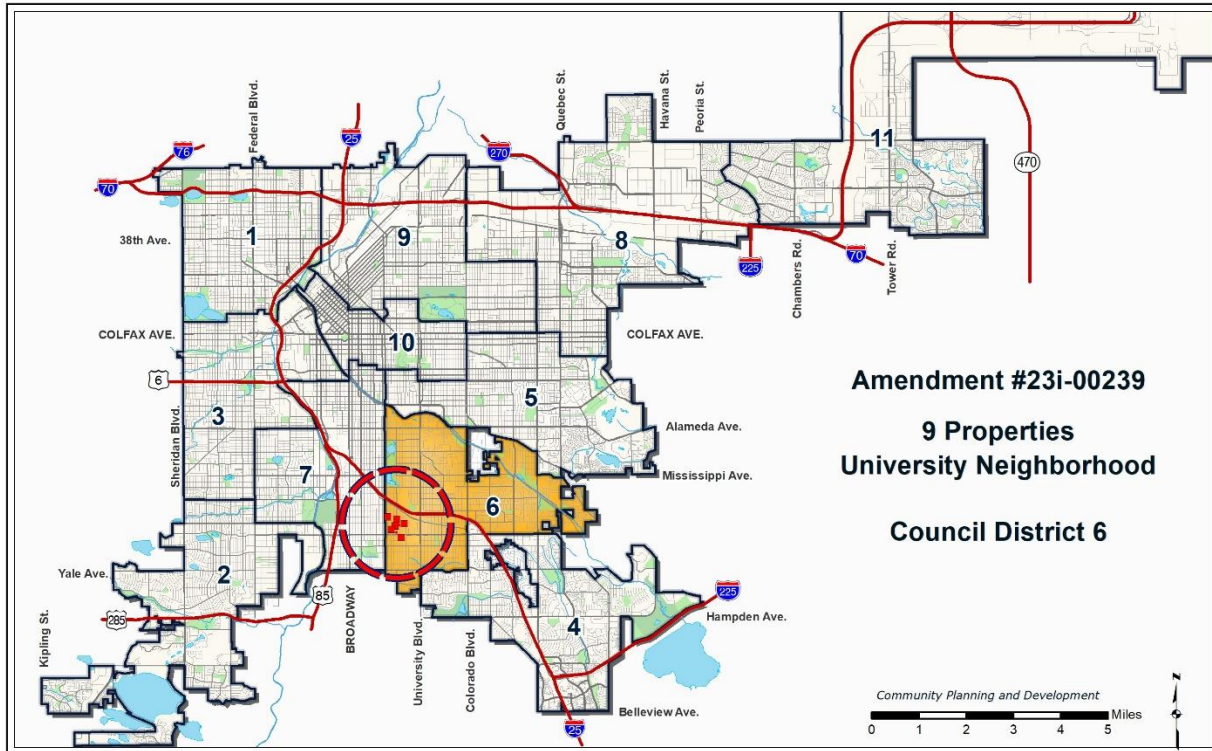 Federal Blvd.
Quebec St.
Havana St.
Peoria St.
76
25
270
70
11
470
38th Ave.
1
9
8
225
70
Chambers Rd.
Tower Rd.
COLFAX AVE.
COLFAX AVE.
10
6
Amendment #23i-00239
3
5
Sheridan Blvd.
Alameda Ave.
9 Properties
University Neighborhood
7
Mississippi Ave.
6
Council District 6
Yale Ave.
2
85
BROADWAY
University Blvd.
Colorado Blvd.
225
285
4
Hampden Ave.
Kipling St.
Community Planning and Development
Belleview Ave.
25
0 1 2 3 4 5 Miles
N